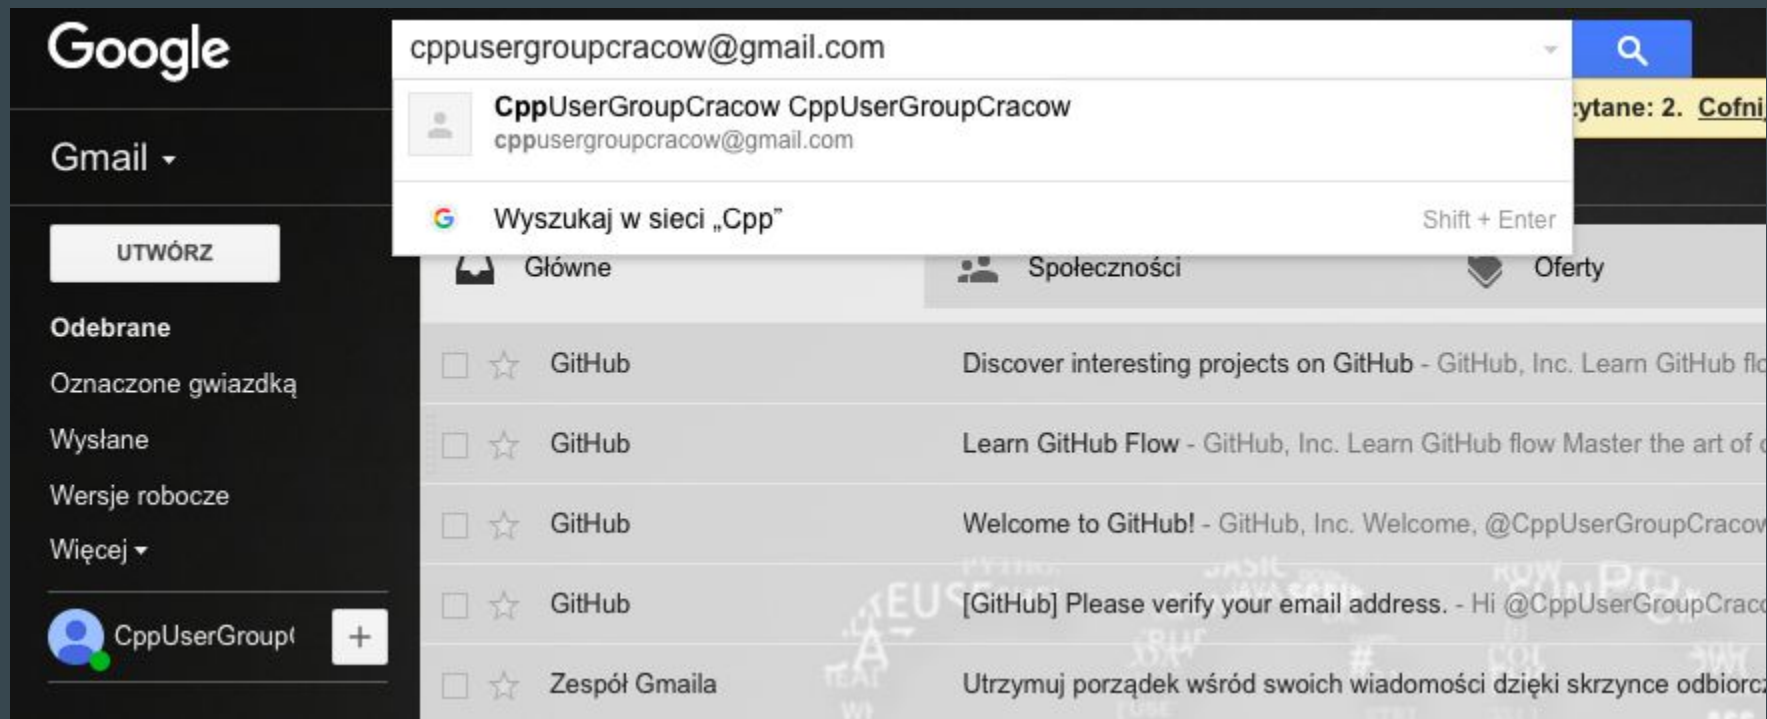 Google
cppusergroupcracow@gmail.com
CppUserGroupCracow CppUserGroupCracow
cppusergroupcracow@gmail.com
Wyszukaj w sieci „Cpp”
Shift + Enter
ytane: 2. Cofni
Gmail
UTWÓRZ
Odebrane
Oznaczone gwiazdką
Wysłane
Wersje robocze
Więcej
CppUserGroup
Główne
Społeczności
Oferty
GitHub
Discover interesting projects on GitHub - GitHub, Inc. Learn GitHub flo
GitHub
Learn GitHub Flow - GitHub, Inc. Learn GitHub flow Master the art of
GitHub
Welcome to GitHub! - GitHub, Inc. Welcome, @CppUserGroupCracow
GitHub
[GitHub] Please verify your email address. - Hi @CppUserGroupCraco
Zespół Gmaila
Utrzymuj porządek wśród swoich wiadomości dzięki skrzynce odbiorcz